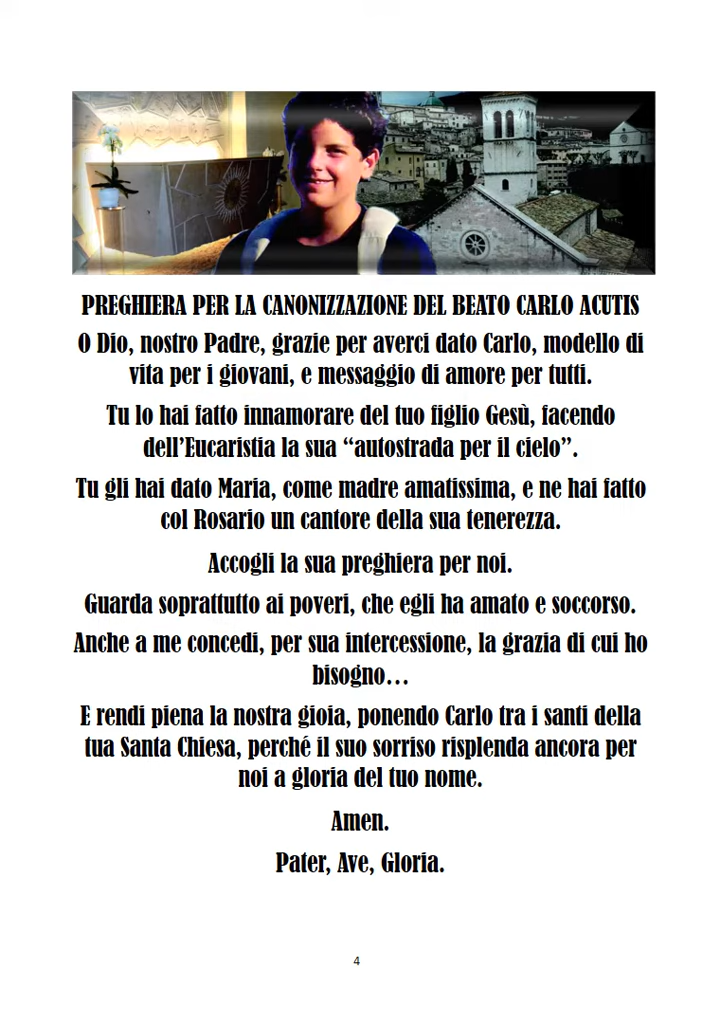 PREGHIERA PER LA CANONIZZAZIONE DEL BEATO CARLO ACUTIS
O Dio, nostro Padre, grazie per averci dato Carlo, modello di
vita per i giovani, e messaggio di amore per tutti.
Tu lo hai fatto innamorare del tuo figlio Gesù, facendo
dell’Eucaristia la sua “autostrada per il cielo”.
Tu gli hai dato Maria, come madre amatissima, e ne hai fatto
col Rosario un cantore della sua tenerezza.
Accogli la sua preghiera per noi.
Guarda soprattutto ai poveri, che egli ha amato e soccorso.
Anche a me concedi, per sua intercessione, la grazia di cui ho
bisogno…
E rendi piena la nostra gioia, ponendo Carlo tra i santi della
tua Santa Chiesa, perché il suo sorriso risplenda ancora per
noi a gloria del tuo nome.
Amen.
Pater, Ave, Gloria.
4